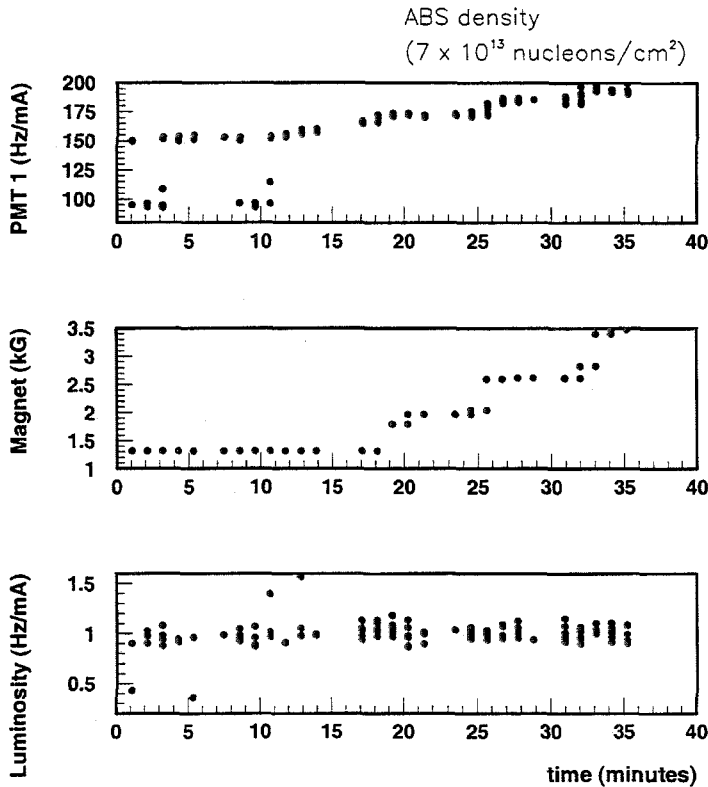 ABS density
(7 x 10¹³ nucleons/cm²)
PMT 1 (Hz/mA)
200
175
150
125
100
0 5 10 15 20 25 30 35 40
Magnet (kG)
3.5
3
2.5
2
1.5
1
0 5 10 15 20 25 30 35 40
Luminosity (Hz/mA)
1.5
1
0.5
0 5 10 15 20 25 30 35 40
time (minutes)